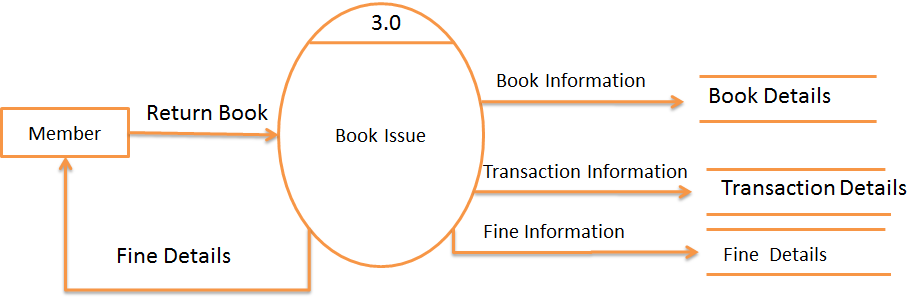 3.0
Book Information
Book Details
Return Book
Member
Book Issue
Transaction Information
Transaction Details
Fine Information
Fine Details
Fine  Details